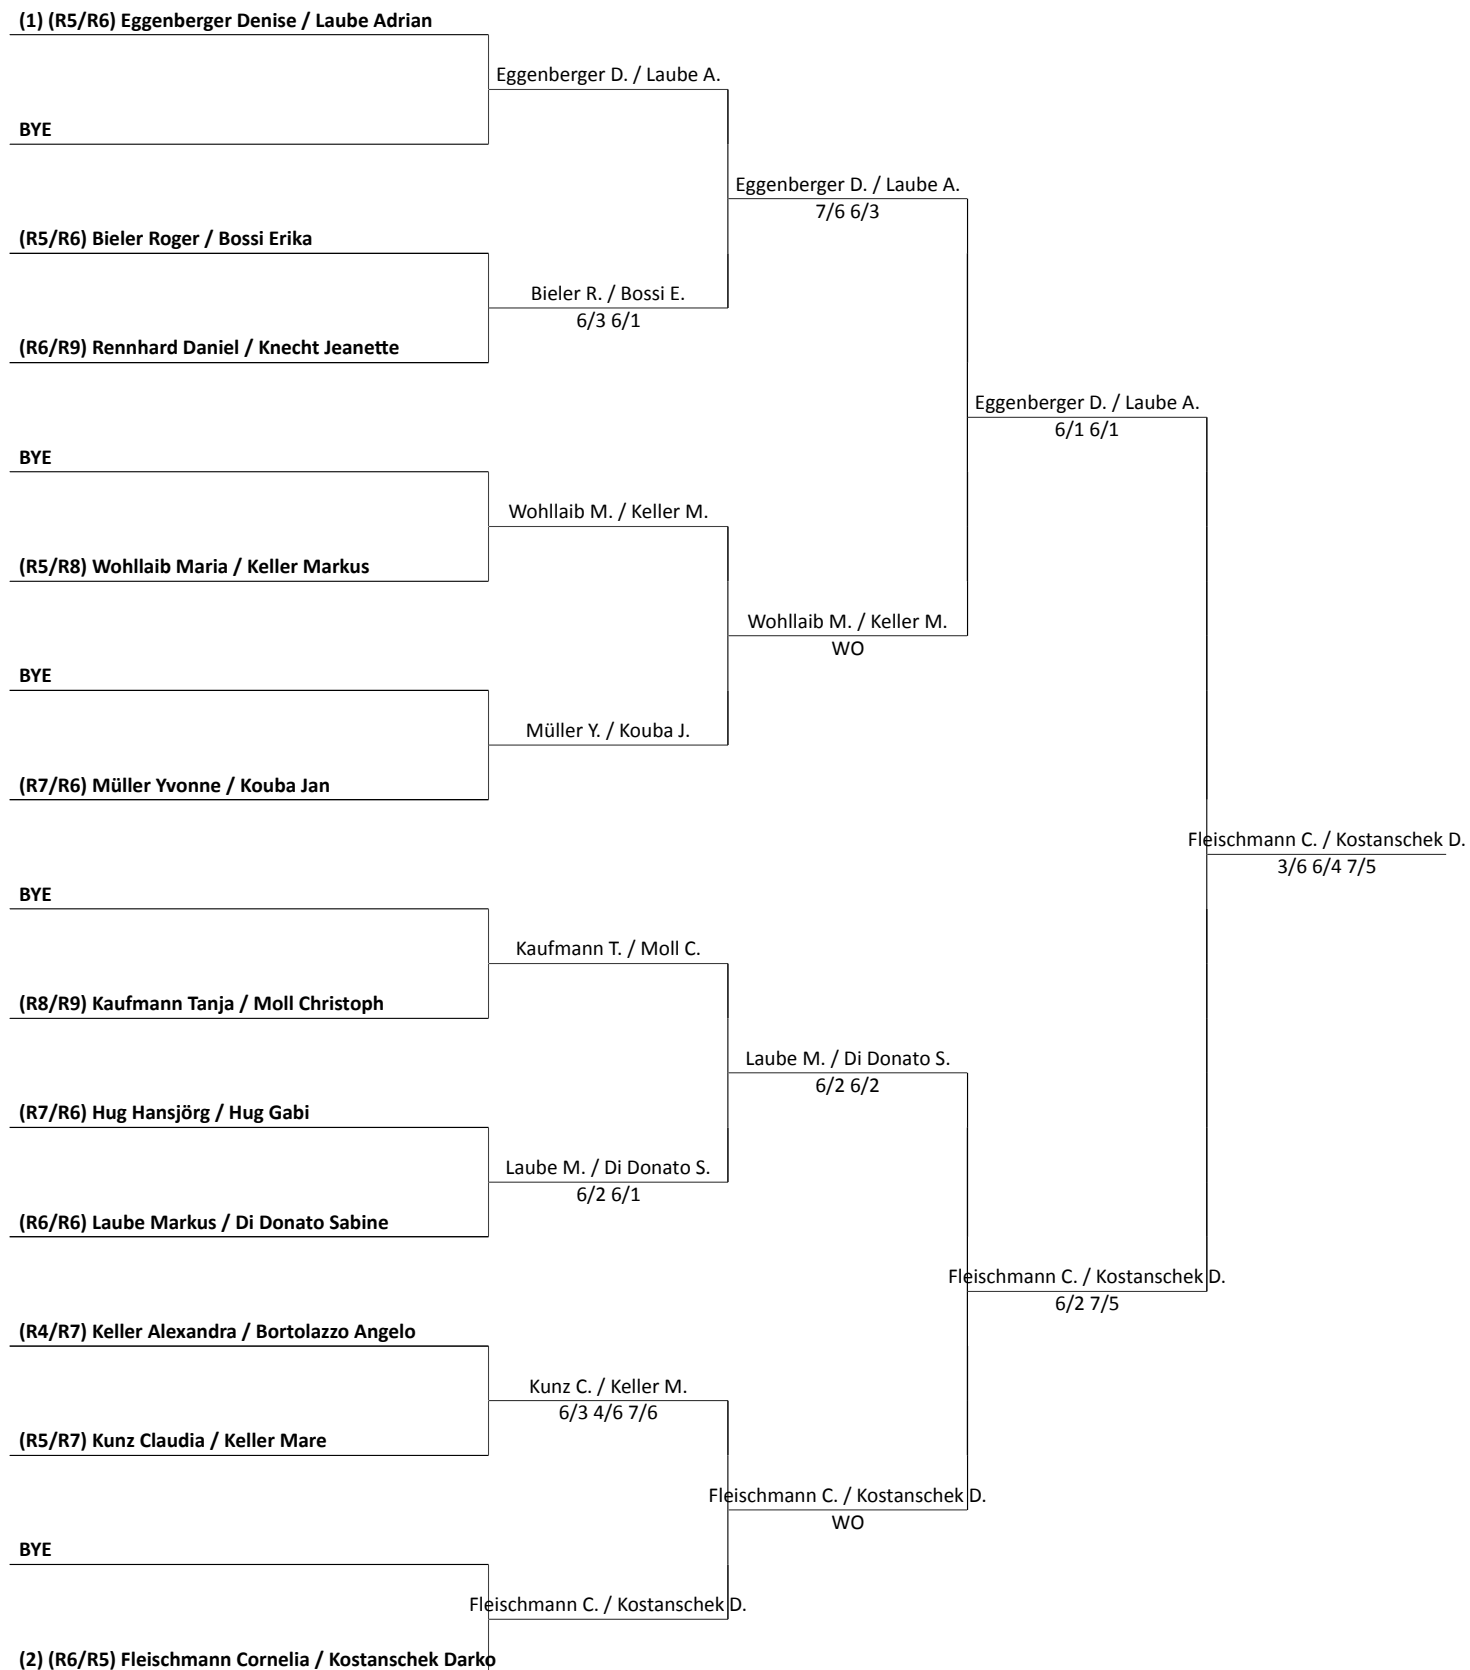 (1) (R5/R6) Eggenberger Denise / Laube Adrian
Eggenberger D. / Laube A.
BYE
Eggenberger D. / Laube A.
7/6 6/3
(R5/R6) Bieler Roger / Bossi Erika
Bieler R. / Bossi E.
6/3 6/1
(R6/R9) Rennhard Daniel / Knecht Jeanette
Eggenberger D. / Laube A.
6/1 6/1
BYE
Wohllaib M. / Keller M.
(R5/R8) Wohllaib Maria / Keller Markus
Wohllaib M. / Keller M.
WO
BYE
Müller Y. / Kouba J.
(R7/R6) Müller Yvonne / Kouba Jan
Fleischmann C. / Kostanschek D.
3/6 6/4 7/5
BYE
Kaufmann T. / Moll C.
(R8/R9) Kaufmann Tanja / Moll Christoph
Laube M. / Di Donato S.
6/2 6/2
(R7/R6) Hug Hansjörg / Hug Gabi
Laube M. / Di Donato S.
6/2 6/1
(R6/R6) Laube Markus / Di Donato Sabine
Fleischmann C. / Kostanschek D.
6/2 7/5
(R4/R7) Keller Alexandra / Bortolazzo Angelo
Kunz C. / Keller M.
6/3 4/6 7/6
(R5/R7) Kunz Claudia / Keller Mare
Fleischmann C. / Kostanschek D.
WO
BYE
Fleischmann C. / Kostanschek D.
(2) (R6/R5) Fleischmann Cornelia / Kostanschek Darko